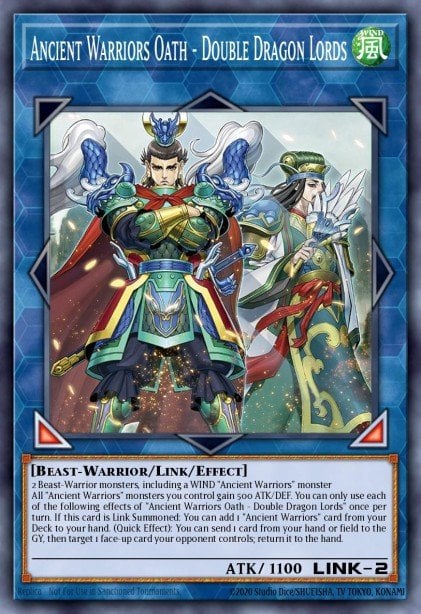 ANCIENT WARRIORS OATH - DOUBLE DRAGON LORDS
WIND
風
[BEAST-WARRIOR/LINK/EFFECT]
2 Beast-Warrior monsters, including a WIND "Ancient Warriors" monster
All "Ancient Warriors" monsters you control gain 500 ATK/DEF. You can only use each
of the following effects of "Ancient Warriors Oath - Double Dragon Lords" once per
turn. If this card is Link Summoned: You can add 1 "Ancient Warriors" card from your
Deck to your hand. (Quick Effect): You can send 1 card from your hand or field to the
GY, then target 1 face-up card your opponent controls; return it to the hand.
ATK/ 1100 LINK-2
Replica - Not For Use in Sanctioned Tournaments
©2020 Studio Dice/SHUEISHA, TV TOKYO, KONAMI